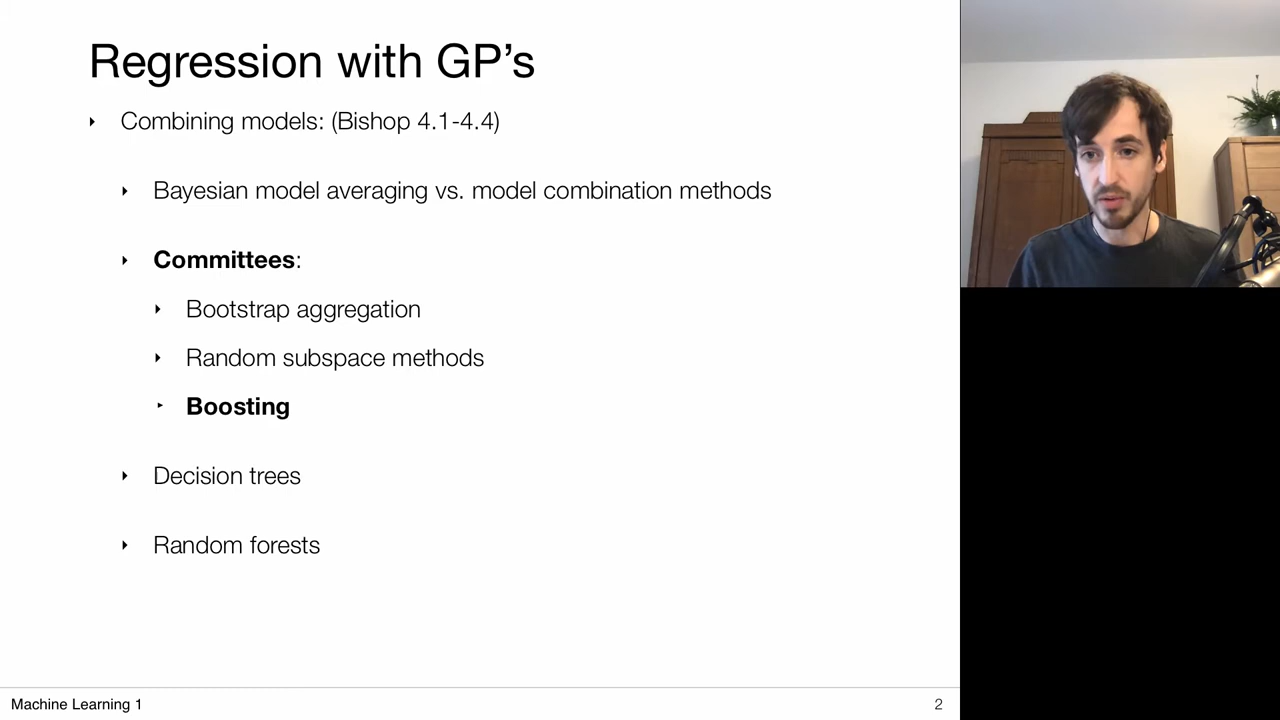 Regression with GP’s
Combining models: (Bishop 4.1-4.4)
Bayesian model averaging vs. model combination methods
Committees:
Bootstrap aggregation
Random subspace methods
Boosting
Decision trees
Random forests
Machine Learning 1
2